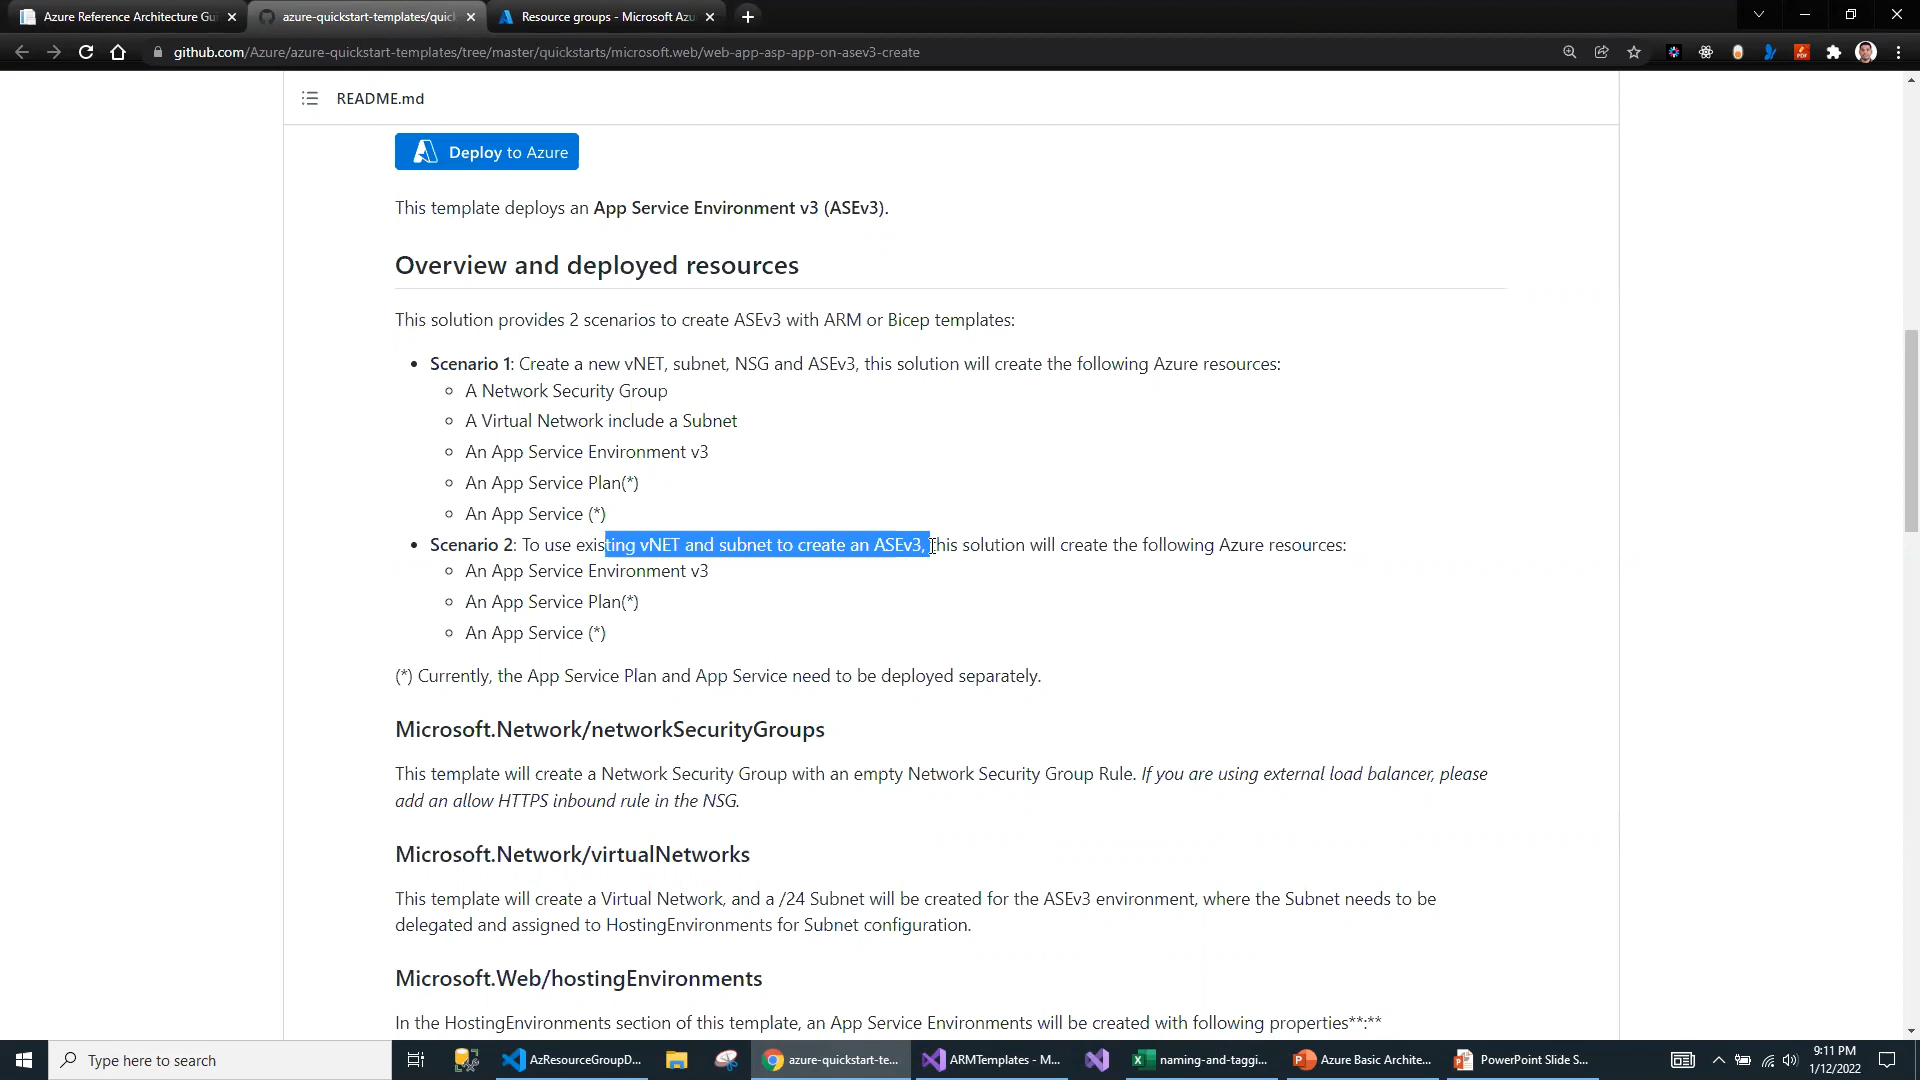 Azure Reference Architecture Gu
azure-quickstart-templates/quick
Resource groups - Microsoft Azu
github.com/Azure/azure-quickstart-templates/tree/master/quickstarts/microsoft.web/web-app-asp-app-on-asev3-create
README.md
Deploy to Azure
This template deploys an App Service Environment v3 (ASEv3).
Overview and deployed resources
This solution provides 2 scenarios to create ASEv3 with ARM or Bicep templates:
Scenario 1: Create a new vNET, subnet, NSG and ASEv3, this solution will create the following Azure resources:
A Network Security Group
A Virtual Network include a Subnet
An App Service Environment v3
An App Service Plan(*)
An App Service (*)
Scenario 2: To use existing vNET and subnet to create an ASEv3, this solution will create the following Azure resources:
An App Service Environment v3
An App Service Plan(*)
An App Service (*)
(*) Currently, the App Service Plan and App Service need to be deployed separately.
Microsoft.Network/networkSecurityGroups
This template will create a Network Security Group with an empty Network Security Group Rule. If you are using external load balancer, please
add an allow HTTPS inbound rule in the NSG.
Microsoft.Network/virtualNetworks
This template will create a Virtual Network, and a /24 Subnet will be created for the ASEv3 environment, where the Subnet needs to be
delegated and assigned to HostingEnvironments for Subnet configuration.
Microsoft.Web/hostingEnvironments
In the HostingEnvironments section of this template, an App Service Environments will be created with following properties**:**
Type here to search
AzResourceGroupD...
azure-quickstart-te...
ARMTemplates - M...
naming-and-taggi...
Azure Basic Archite...
PowerPoint Slide S...
9:11 PM
1/12/2022